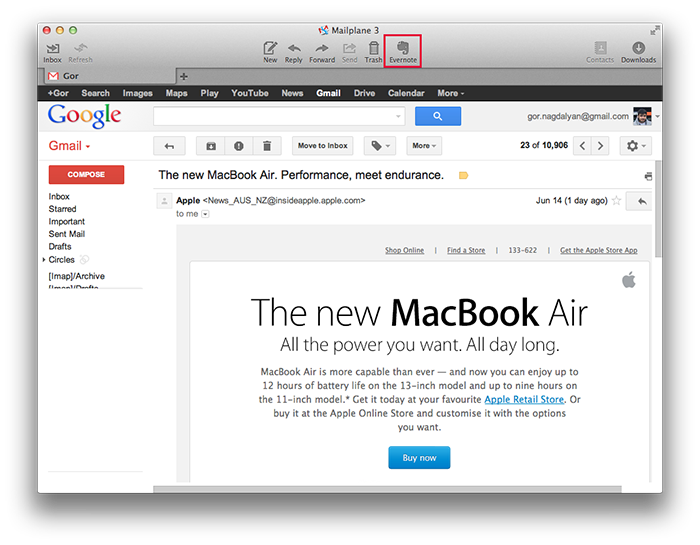 Mailplane 3
Inbox Refresh New Reply Forward Send Trash Evernote Contacts Downloads
Gor
+Gor Search Images Maps Play YouTube News Gmail Drive Calendar More
Google gor.nagdalyan@gmail.com
Gmail Move to Inbox More 23 of 10,906
COMPOSE The new MacBook Air. Performance, meet endurance.
Inbox
Starred
Important
Sent Mail
Drafts
Circles
[Imap]/Archive
[Imap]/Drafts
Apple <News_AUS_NZ@insideapple.apple.com> Jun 14 (1 day ago)
to me
Shop Online | Find a Store | 133-622 | Get the Apple Store App
The new MacBook Air
All the power you want. All day long.
MacBook Air is more capable than ever — and now you can enjoy up to
12 hours of battery life on the 13-inch model and up to nine hours on
the 11-inch model.* Get it today at your favourite Apple Retail Store. Or
buy it at the Apple Online Store and customise it with the options
you want.
Buy now